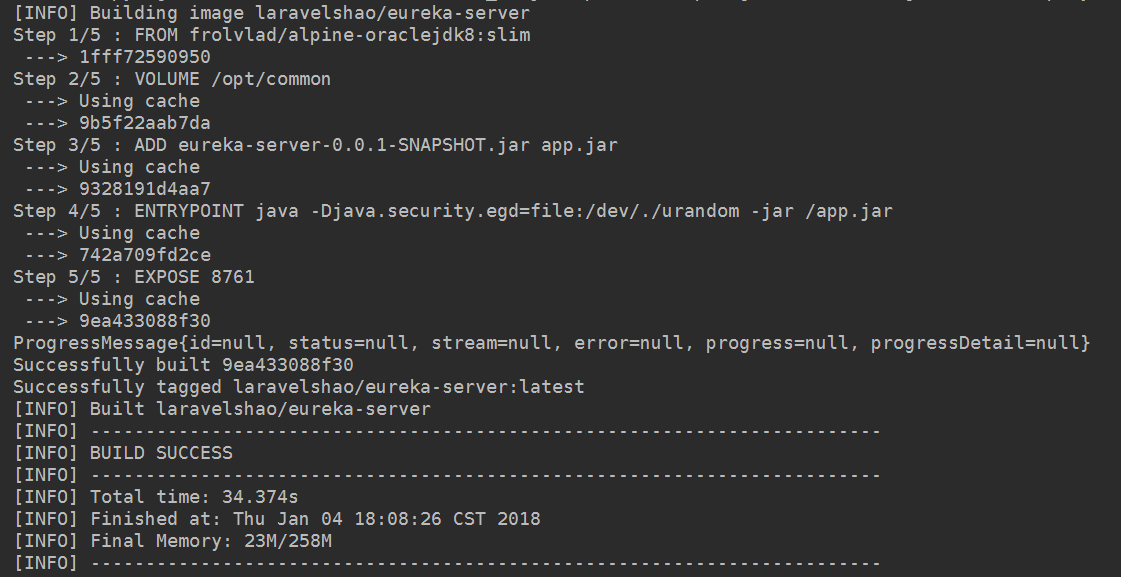 [INFO] Building image laravelshao/eureka-server
Step 1/5 : FROM frolvlad/alpine-oraclejdk8:slim
 ---> 1fff72590950
Step 2/5 : VOLUME /opt/common
 ---> Using cache
 ---> 9b5f22aab7da
Step 3/5 : ADD eureka-server-0.0.1-SNAPSHOT.jar app.jar
 ---> Using cache
 ---> 9328191d4aa7
Step 4/5 : ENTRYPOINT java -Djava.security.egd=file:/dev/./urandom -jar /app.jar
 ---> Using cache
 ---> 742a709fd2ce
Step 5/5 : EXPOSE 8761
 ---> Using cache
 ---> 9ea433088f30
ProgressMessage{id=null, status=null, stream=null, error=null, progress=null, progressDetail=null}
Successfully built 9ea433088f30
Successfully tagged laravelshao/eureka-server:latest
[INFO] Built laravelshao/eureka-server
[INFO] ------------------------------------------------------------------------
[INFO] BUILD SUCCESS
[INFO] ------------------------------------------------------------------------
[INFO] Total time: 34.374s
[INFO] Finished at: Thu Jan 04 18:08:26 CST 2018
[INFO] Final Memory: 23M/258M
[INFO] ------------------------------------------------------------------------